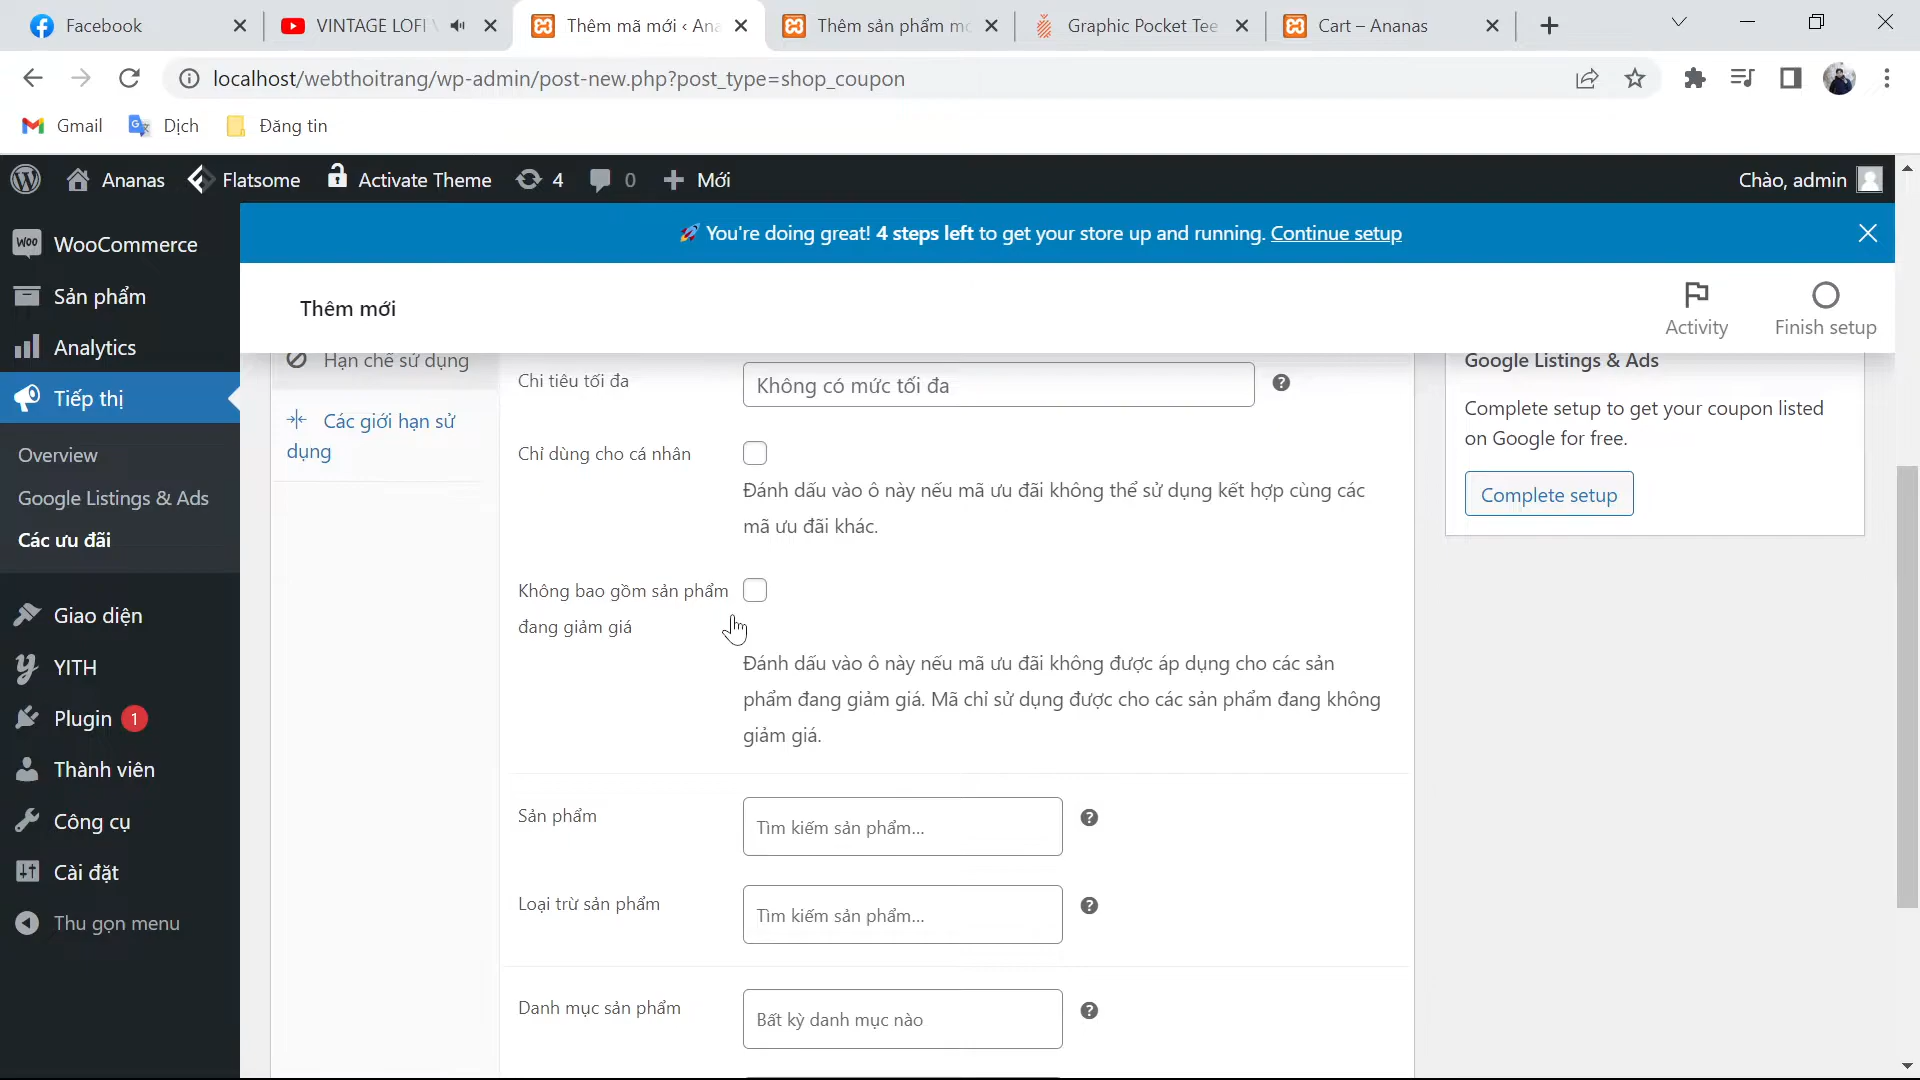 Facebook
VINTAGE LOFI
Thêm mã mới ‹ Ana
Thêm sản phẩm mớ
Graphic Pocket Tee
Cart – Ananas
localhost/webthoitrang/wp-admin/post-new.php?post_type=shop_coupon
Gmail
Dịch
Đăng tin
Ananas
Flatsome
Activate Theme
4
0
Mới
Chào, admin
WooCommerce
Sản phẩm
Analytics
Tiếp thị
Overview
Google Listings & Ads
Các ưu đãi
Giao diện
YITH
Plugin 1
Thành viên
Công cụ
Cài đặt
Thu gọn menu
You're doing great! 4 steps left to get your store up and running. Continue setup
Thêm mới
Activity
Finish setup
Hạn chế sử dụng
Các giới hạn sử
dụng
Chi tiêu tối đa
Không có mức tối đa
Chỉ dùng cho cá nhân
Đánh dấu vào ô này nếu mã ưu đãi không thể sử dụng kết hợp cùng các
mã ưu đãi khác.
Không bao gồm sản phẩm
đang giảm giá
Đánh dấu vào ô này nếu mã ưu đãi không được áp dụng cho các sản
phẩm đang giảm giá. Mã chỉ sử dụng được cho các sản phẩm đang không
giảm giá.
Sản phẩm
Tìm kiếm sản phẩm...
Loại trừ sản phẩm
Tìm kiếm sản phẩm...
Danh mục sản phẩm
Bất kỳ danh mục nào
Google Listings & Ads
Complete setup to get your coupon listed
on Google for free.
Complete setup